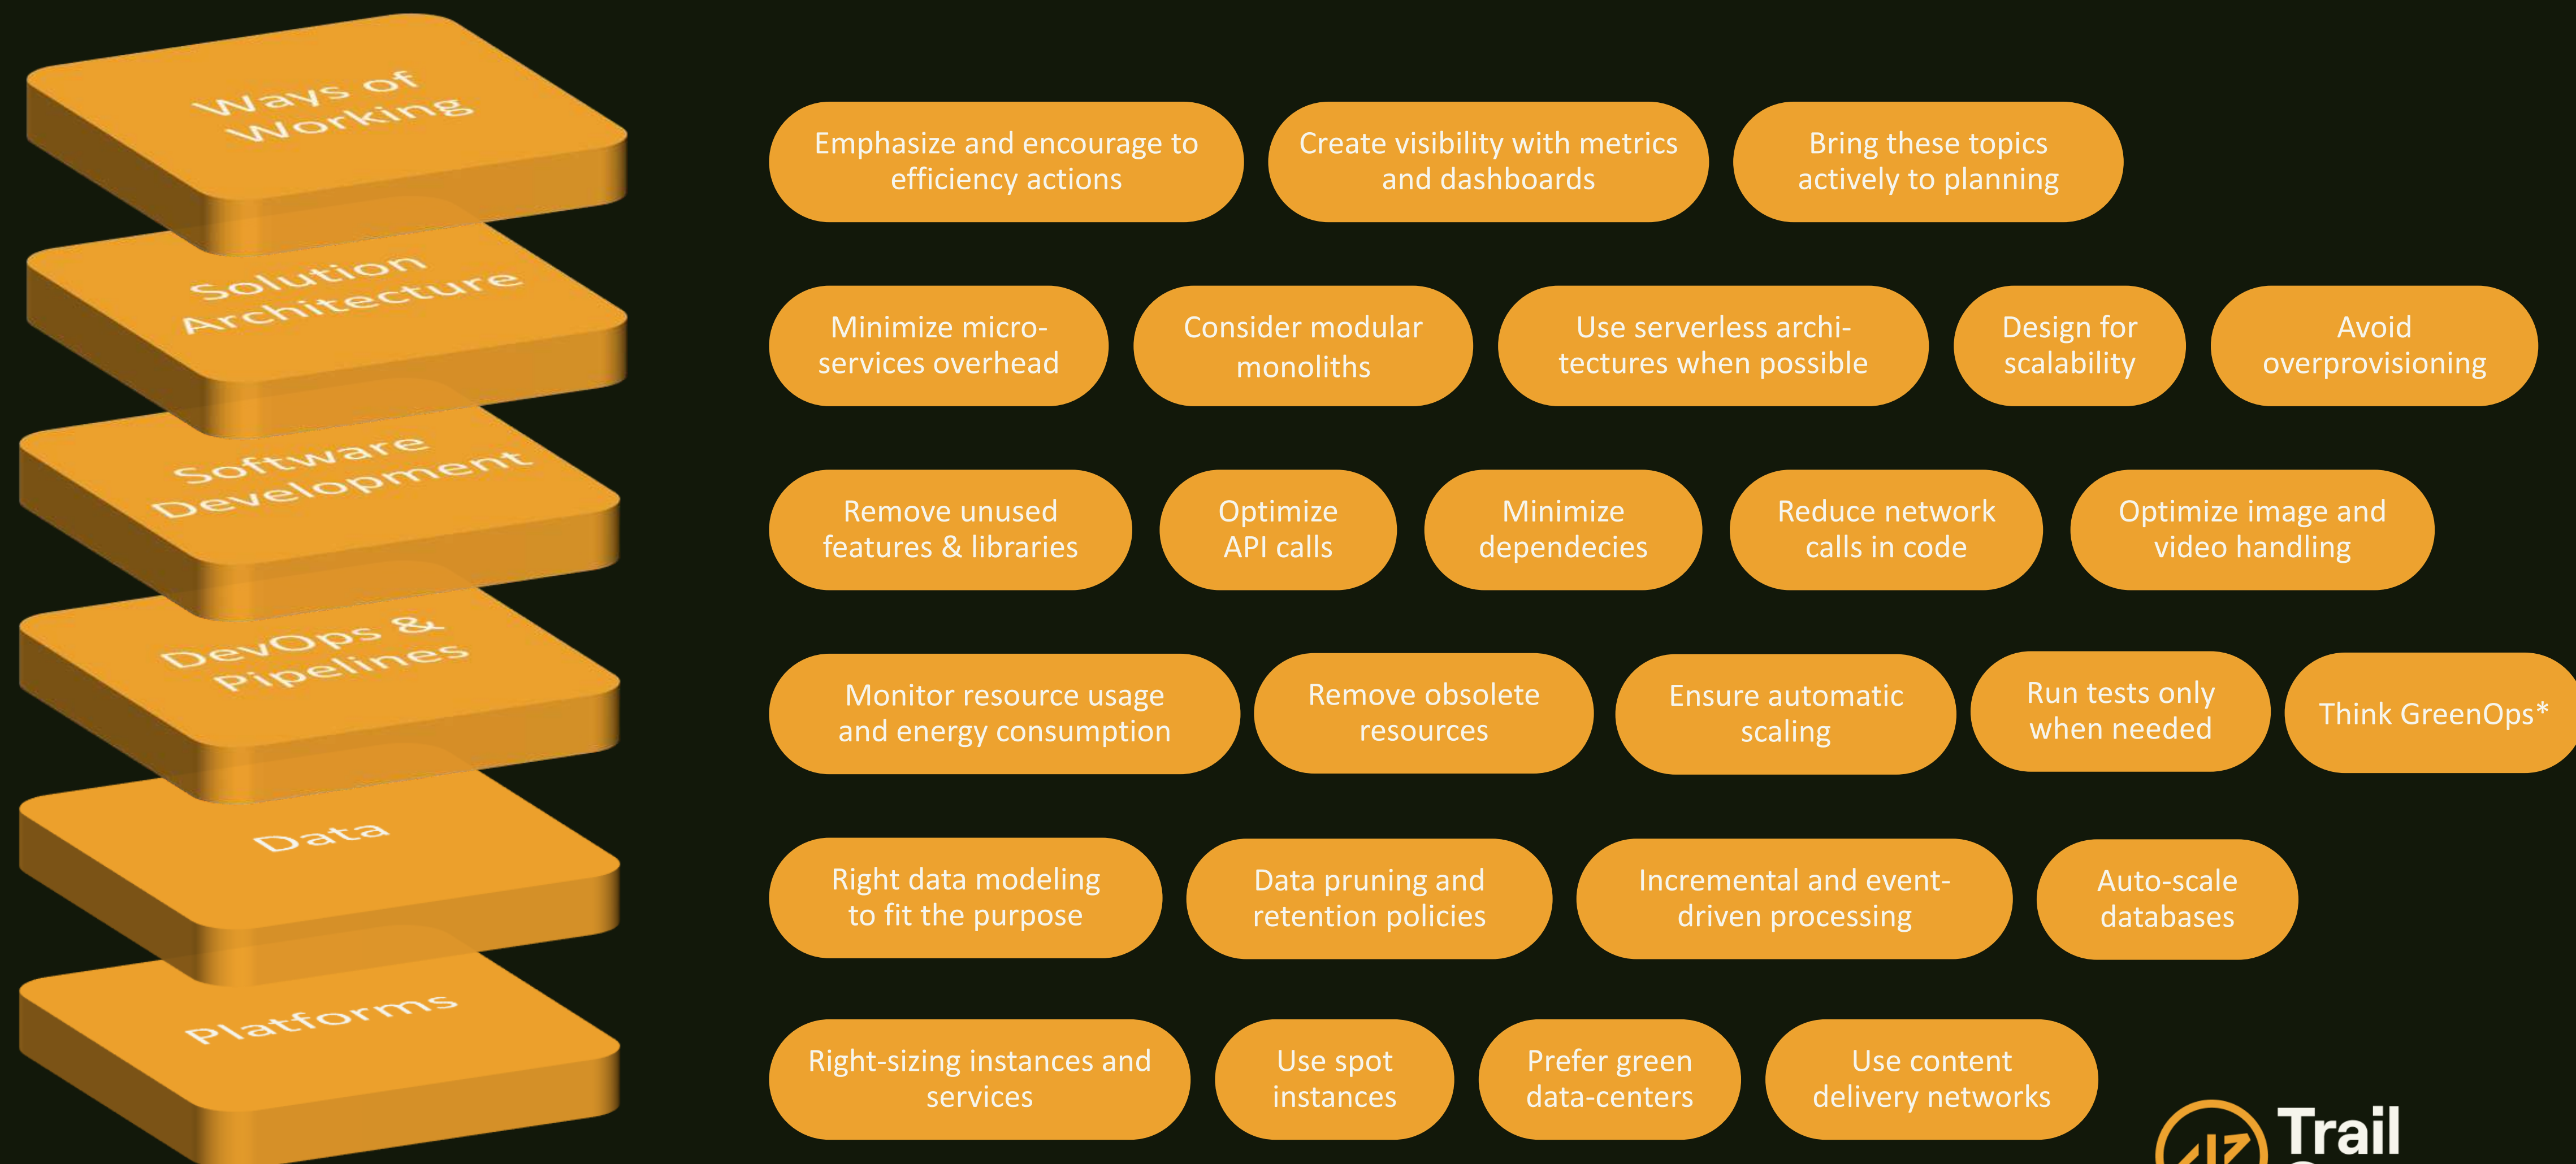 Ways of
Working
Emphasize and encourage to
efficiency actions
Create visibility with metrics
and dashboards
Bring these topics
actively to planning
Solution
Architecture
Minimize micro-
services overhead
Consider modular
monoliths
Use serverless archi-
tectures when possible
Design for
scalability
Avoid
overprovisioning
Software
Development
Remove unused
features & libraries
Optimize
API calls
Minimize
dependecies
Reduce network
calls in code
Optimize image and
video handling
DevOps &
Pipelines
Monitor resource usage
and energy consumption
Remove obsolete
resources
Ensure automatic
scaling
Run tests only
when needed
Think GreenOps*
Data
Right data modeling
to fit the purpose
Data pruning and
retention policies
Incremental and event-
driven processing
Auto-scale
databases
Platforms
Right-sizing instances and
services
Use spot
instances
Prefer green
data-centers
Use content
delivery networks
Trail